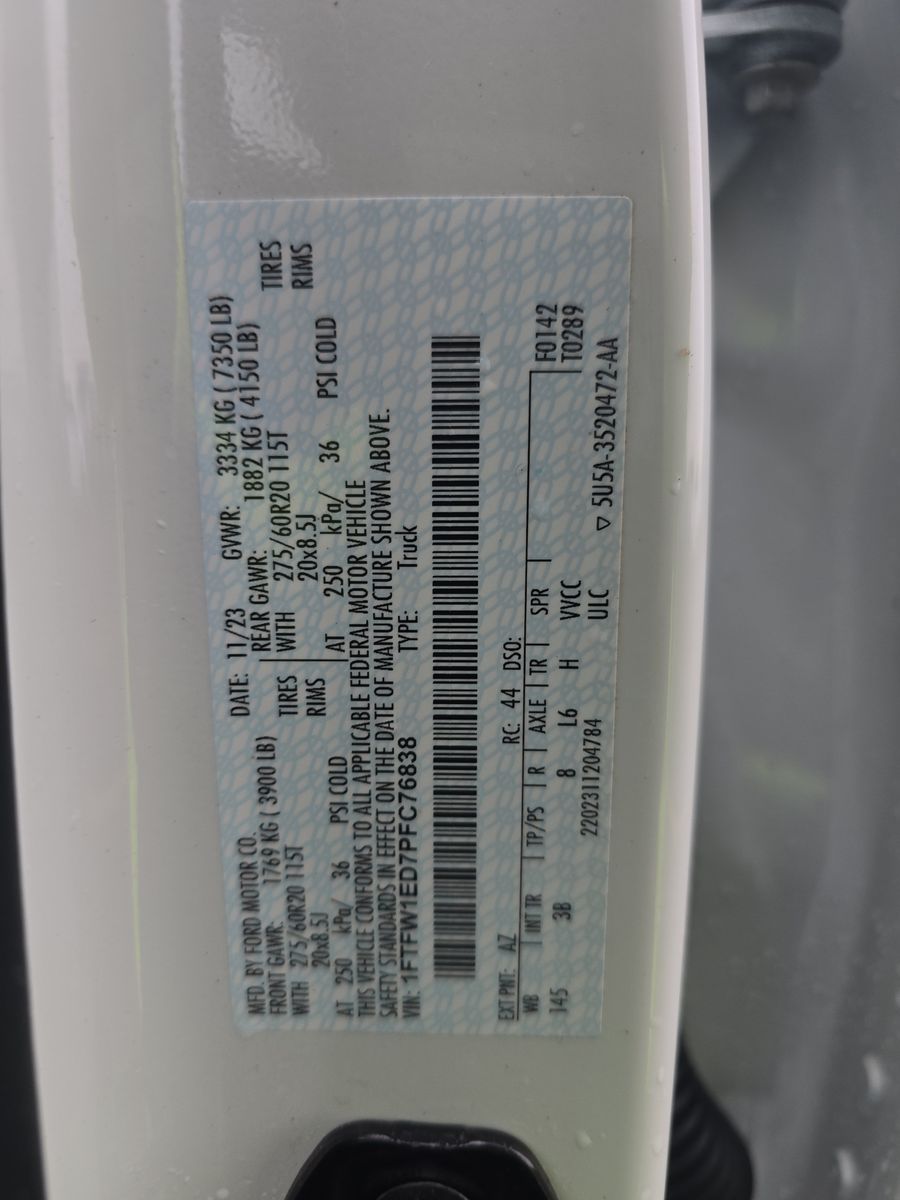 MFD. BY FORD MOTOR CO. DATE: 11/23 GVWR: 3334 KG ( 7350 LB)
FRONT GAWR: 1769 KG ( 3900 LB) REAR GAWR: 1882 KG ( 4150 LB)
WITH 275/60R20 115T TIRES WITH 275/60R20 115T TIRES
20x8.5J RIMS 20x8.5J RIMS
AT 250 kPa/ 36 PSI COLD AT 250 kPa/ 36 PSI COLD
THIS VEHICLE CONFORMS TO ALL APPLICABLE FEDERAL MOTOR VEHICLE
SAFETY STANDARDS IN EFFECT ON THE DATE OF MANUFACTURE SHOWN ABOVE.
VIN: 1FTFW1ED7PFC76838 TYPE: Truck
EXT PNT: AZ RC: 44 DSO:
WB INT TR TP/PS R AXLE TR SPR F0142
145 3B 8 L6 H VVCC T0289
2202311204784 ULC ▽ 5U5A-3520472-AA